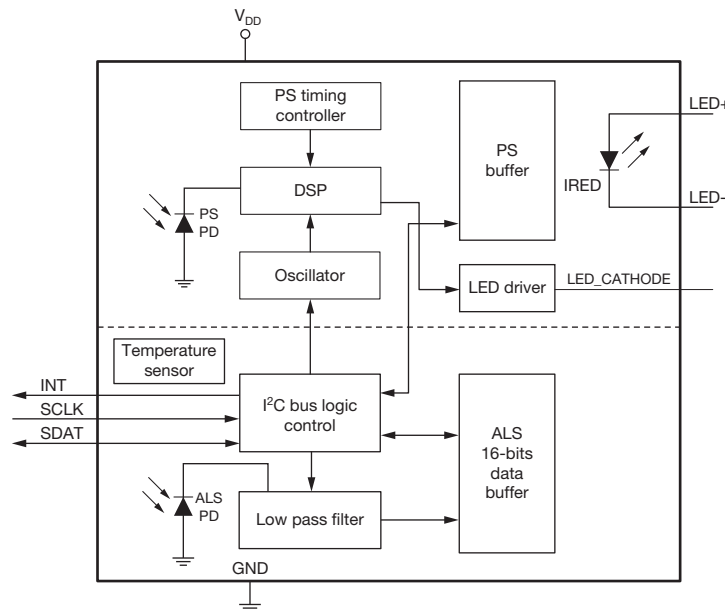 VDD
PS timing
controller
PS
buffer
LED+
IRED
LED-
DSP
PS
PD
Oscillator
LED driver
LED_CATHODE
Temperature
sensor
INT
SCLK
SDAT
I²C bus logic
control
ALS
16-bits
data
buffer
ALS
PD
Low pass filter
GND